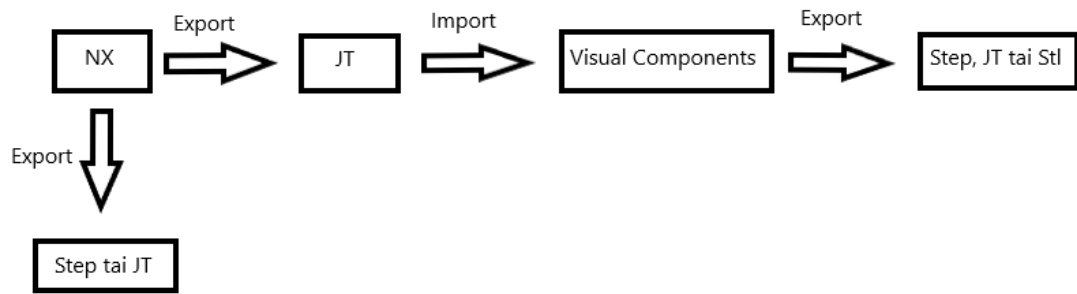 Export
Import
Export
NX
JT
Visual Components
Step, JT tai Stl
Export
Step tai JT